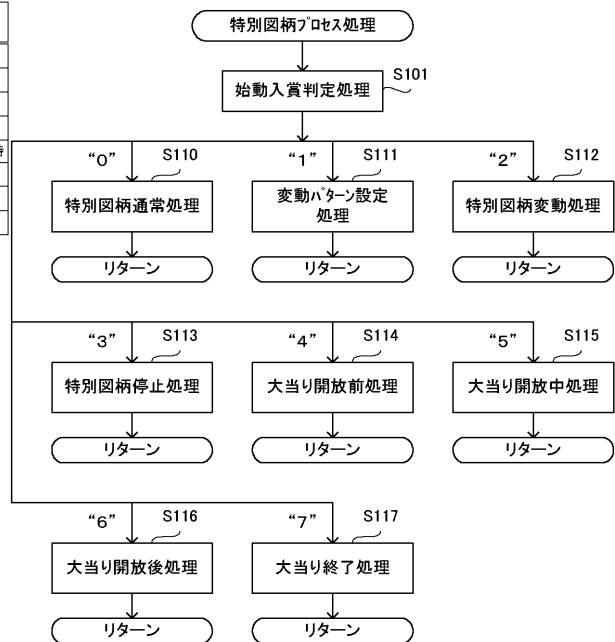 特別図柄プロセス処理
S101
始動入賞判定処理
時
“0”
S110
“1”
S111
“2”
S112
特別図柄通常処理
変動パターン設定
処理
特別図柄変動処理
リターン
リターン
リターン
“3”
S113
“4”
S114
“5”
S115
特別図柄停止処理
大当り開放前処理
大当り開放中処理
リターン
リターン
リターン
“6”
S116
“7”
S117
大当り開放後処理
大当り終了処理
リターン
リターン